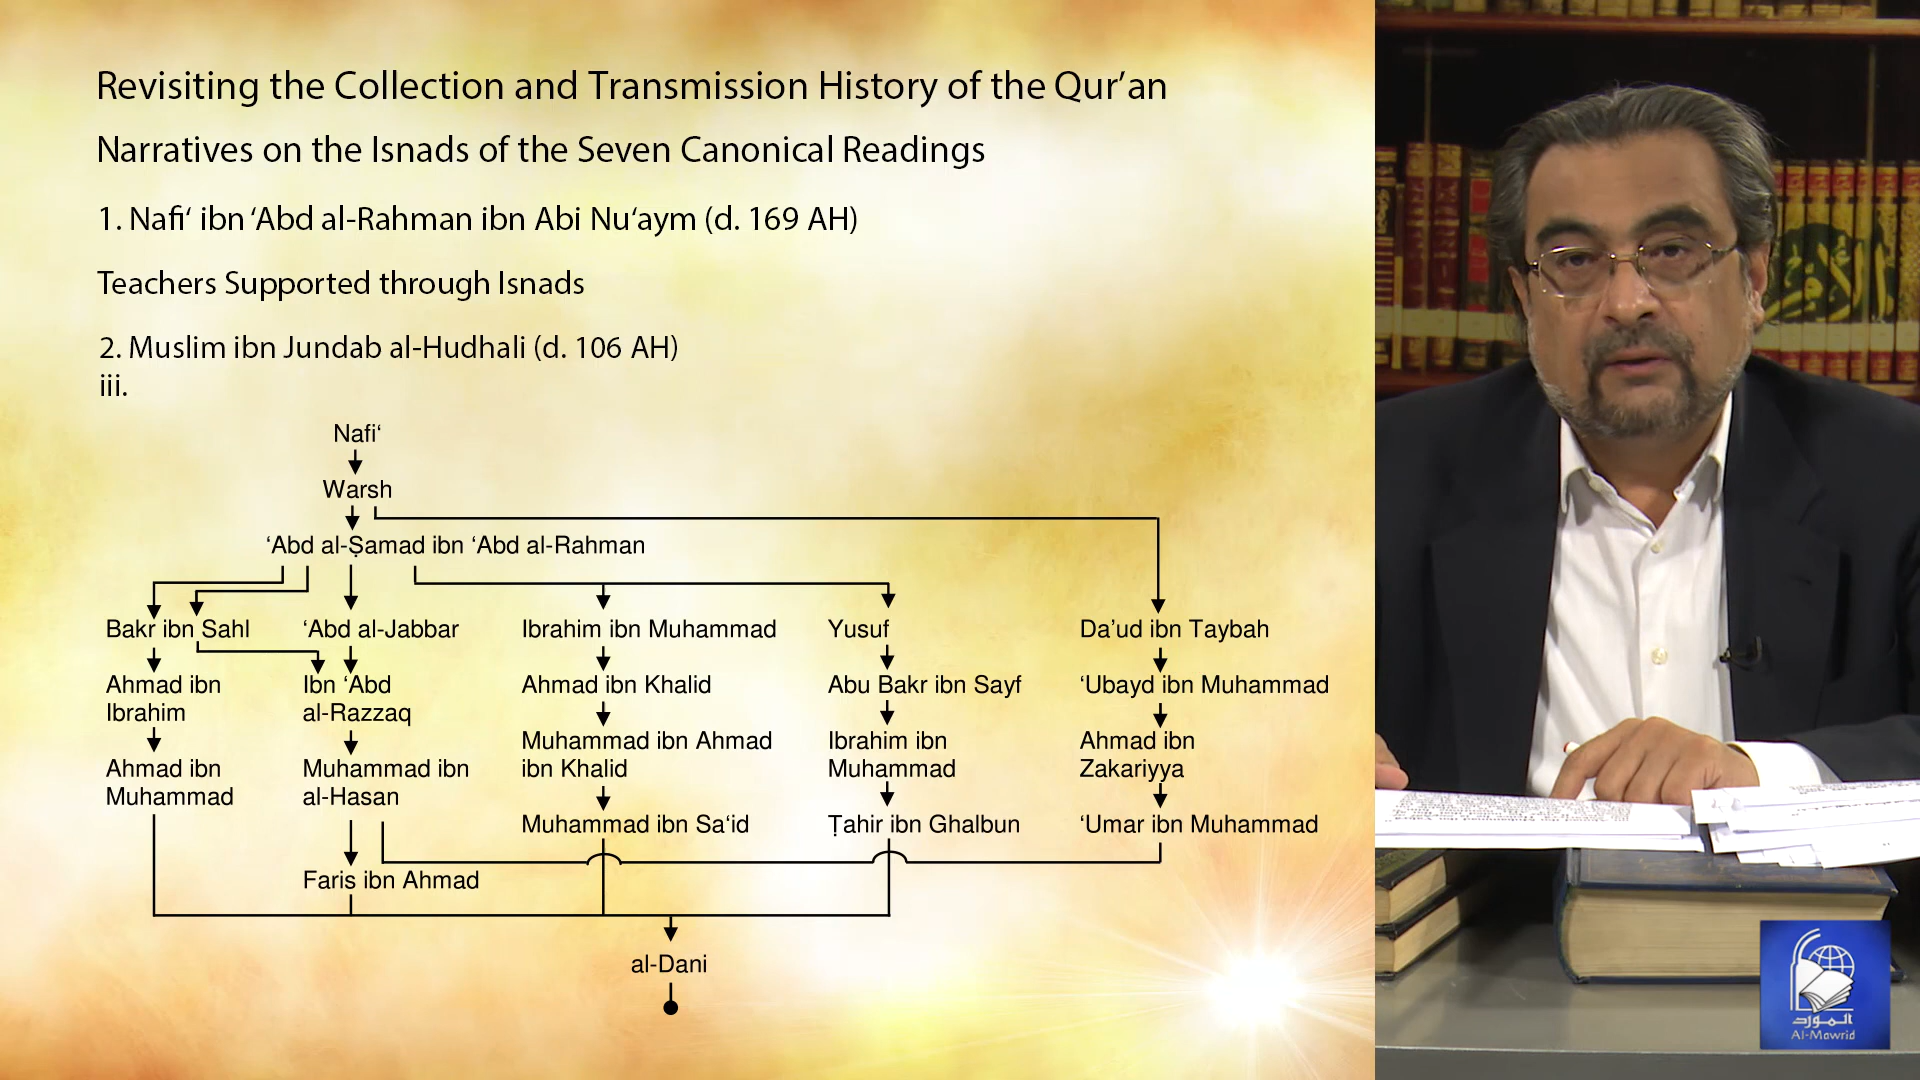 Revisiting the Collection and Transmission History of the Qur’an
Narratives on the Isnads of the Seven Canonical Readings
1. Nafi‘ ibn ‘Abd al-Rahman ibn Abi Nu‘aym (d. 169 AH)
Teachers Supported through Isnads
2. Muslim ibn Jundab al-Hudhali (d. 106 AH)
iii.
Nafi‘
Warsh
‘Abd al-Ṣamad ibn ‘Abd al-Rahman
Bakr ibn Sahl
‘Abd al-Jabbar
Ibrahim ibn Muhammad
Yusuf
Da’ud ibn Taybah
Ahmad ibn
Ibrahim
Ibn ‘Abd
al-Razzaq
Ahmad ibn Khalid
Abu Bakr ibn Sayf
‘Ubayd ibn Muhammad
Ahmad ibn
Muhammad
Muhammad ibn
al-Hasan
Muhammad ibn Ahmad
ibn Khalid
Ibrahim ibn
Muhammad
Ahmad ibn
Zakariyya
Muhammad ibn Sa‘id
Ṭahir ibn Ghalbun
‘Umar ibn Muhammad
Faris ibn Ahmad
al-Dani
المورد
Al-Mawrid